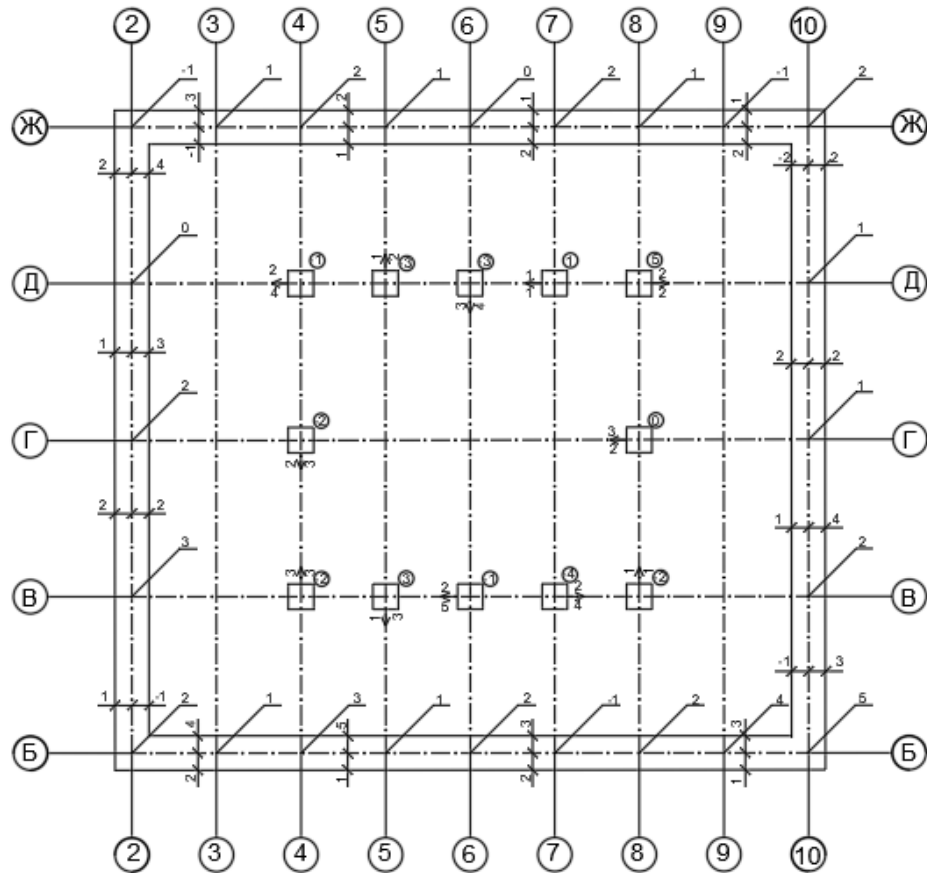 2 3 4 5 6 7 8 9 10
-1 1 2 1 0 2 1 -1 2
3 2 1 1
Ж Ж
-1 1 2 2
2 4 -2 2
0 1
Д Д
-1 3 3 1 5
2 4 1 2 3 1 1 2 2
1 3 2 2
2 1
Г Г
2 0
2 3 3 2
2 2 1 4
3 2
В В
3 3 2 3 1 4 2
1 3 2 5 2 4 1 1
1 -1 -1 3
2 1 3 1 2 -1 2 4 5
4 5 3 3
Б Б
2 1 2 1
2 3 4 5 6 7 8 9 10